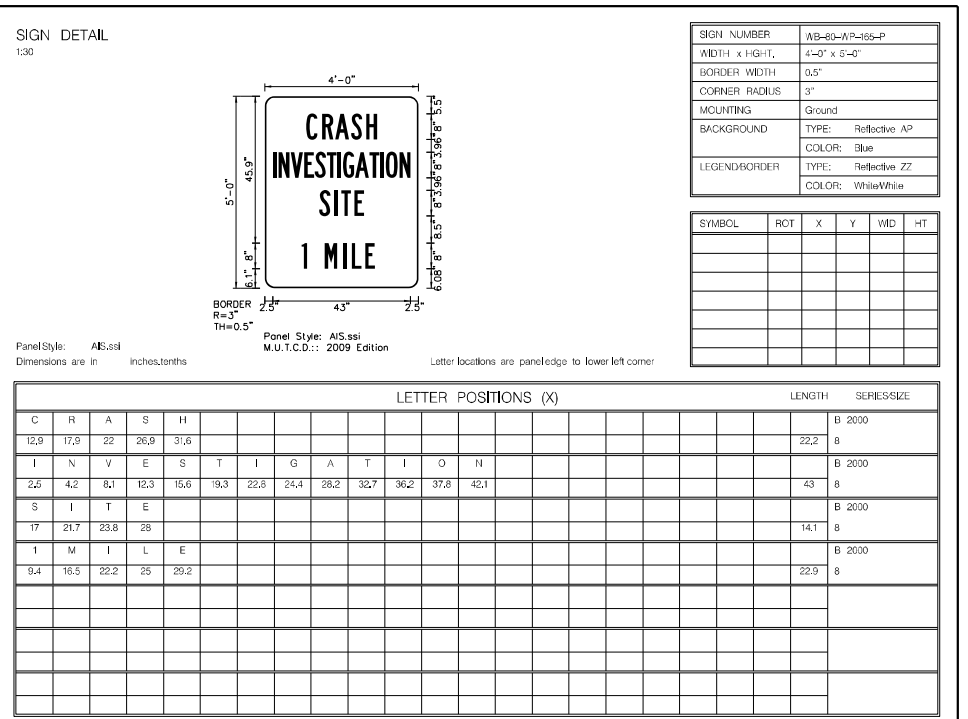 SIGN DETAIL
1:30
SIGN NUMBER WB–80–WP–165–P
WIDTH x HGHT. 4'–0" x 5'–0"
BORDER WIDTH 0.5"
CORNER RADIUS 3"
MOUNTING Ground
BACKGROUND TYPE: Reflective AP
COLOR: Blue
LEGEND/BORDER TYPE: Reflective ZZ
COLOR: White/White
SYMBOL ROT X Y WID HT
4'-0"
5'-0"
45.9"
8"
6.1"
CRASH
INVESTIGATION
SITE
1 MILE
5.5"
8"
3.96"
8"
3.96"
8"
8.5"
8"
6.08"
2.5" 43" 2.5"
BORDER
R=3"
TH=0.5"
Panel Style: AIS.ssi
M.U.T.C.D.:: 2009 Edition
Panel Style: AIS.ssi
Dimensions are in inches.tenths
Letter locations are panel edge to lower left corner
LETTER POSITIONS (X) LENGTH SERIES/SIZE
C R A S H B 2000
12.9 17.9 22 26.9 31.6 22.2 8
I N V E S T I G A T I O N B 2000
2.5 4.2 8.1 12.3 15.6 19.3 22.8 24.4 28.2 32.7 36.2 37.8 42.1 43 8
S I T E B 2000
17 21.7 23.8 28 14.1 8
1 M I L E B 2000
9.4 16.5 22.2 25 29.2 22.9 8